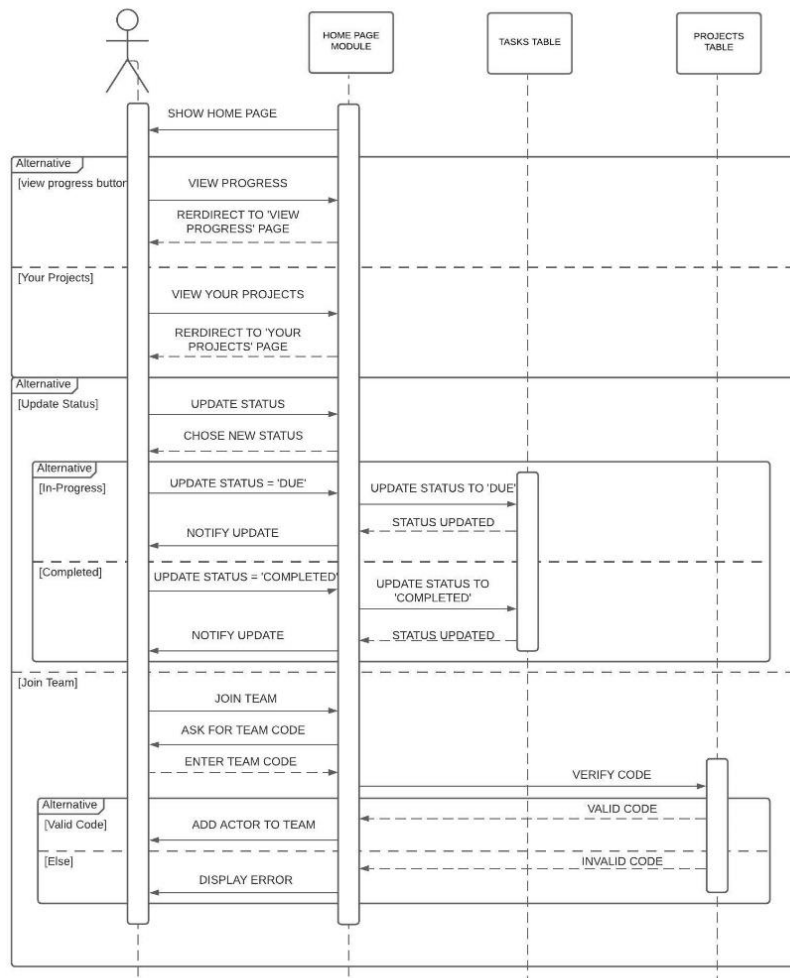 HOME PAGE
MODULE
TASKS TABLE
PROJECTS
TABLE
SHOW HOME PAGE
Alternative
[view progress button
VIEW PROGRESS
RERDIRECT TO 'VIEW
PROGRESS' PAGE
[Your Projects]
VIEW YOUR PROJECTS
RERDIRECT TO 'YOUR
PROJECTS' PAGE
Alternative
[Update Status]
UPDATE STATUS
CHOSE NEW STATUS
Alternative
[In-Progress]
UPDATE STATUS = 'DUE'
UPDATE STATUS TO 'DUE'
STATUS UPDATED
NOTIFY UPDATE
[Completed]
UPDATE STATUS = 'COMPLETED'
UPDATE STATUS TO
'COMPLETED'
STATUS UPDATED
NOTIFY UPDATE
[Join Team]
JOIN TEAM
ASK FOR TEAM CODE
ENTER TEAM CODE
VERIFY CODE
Alternative
VALID CODE
[Valid Code]
ADD ACTOR TO TEAM
[Else]
INVALID CODE
DISPLAY ERROR